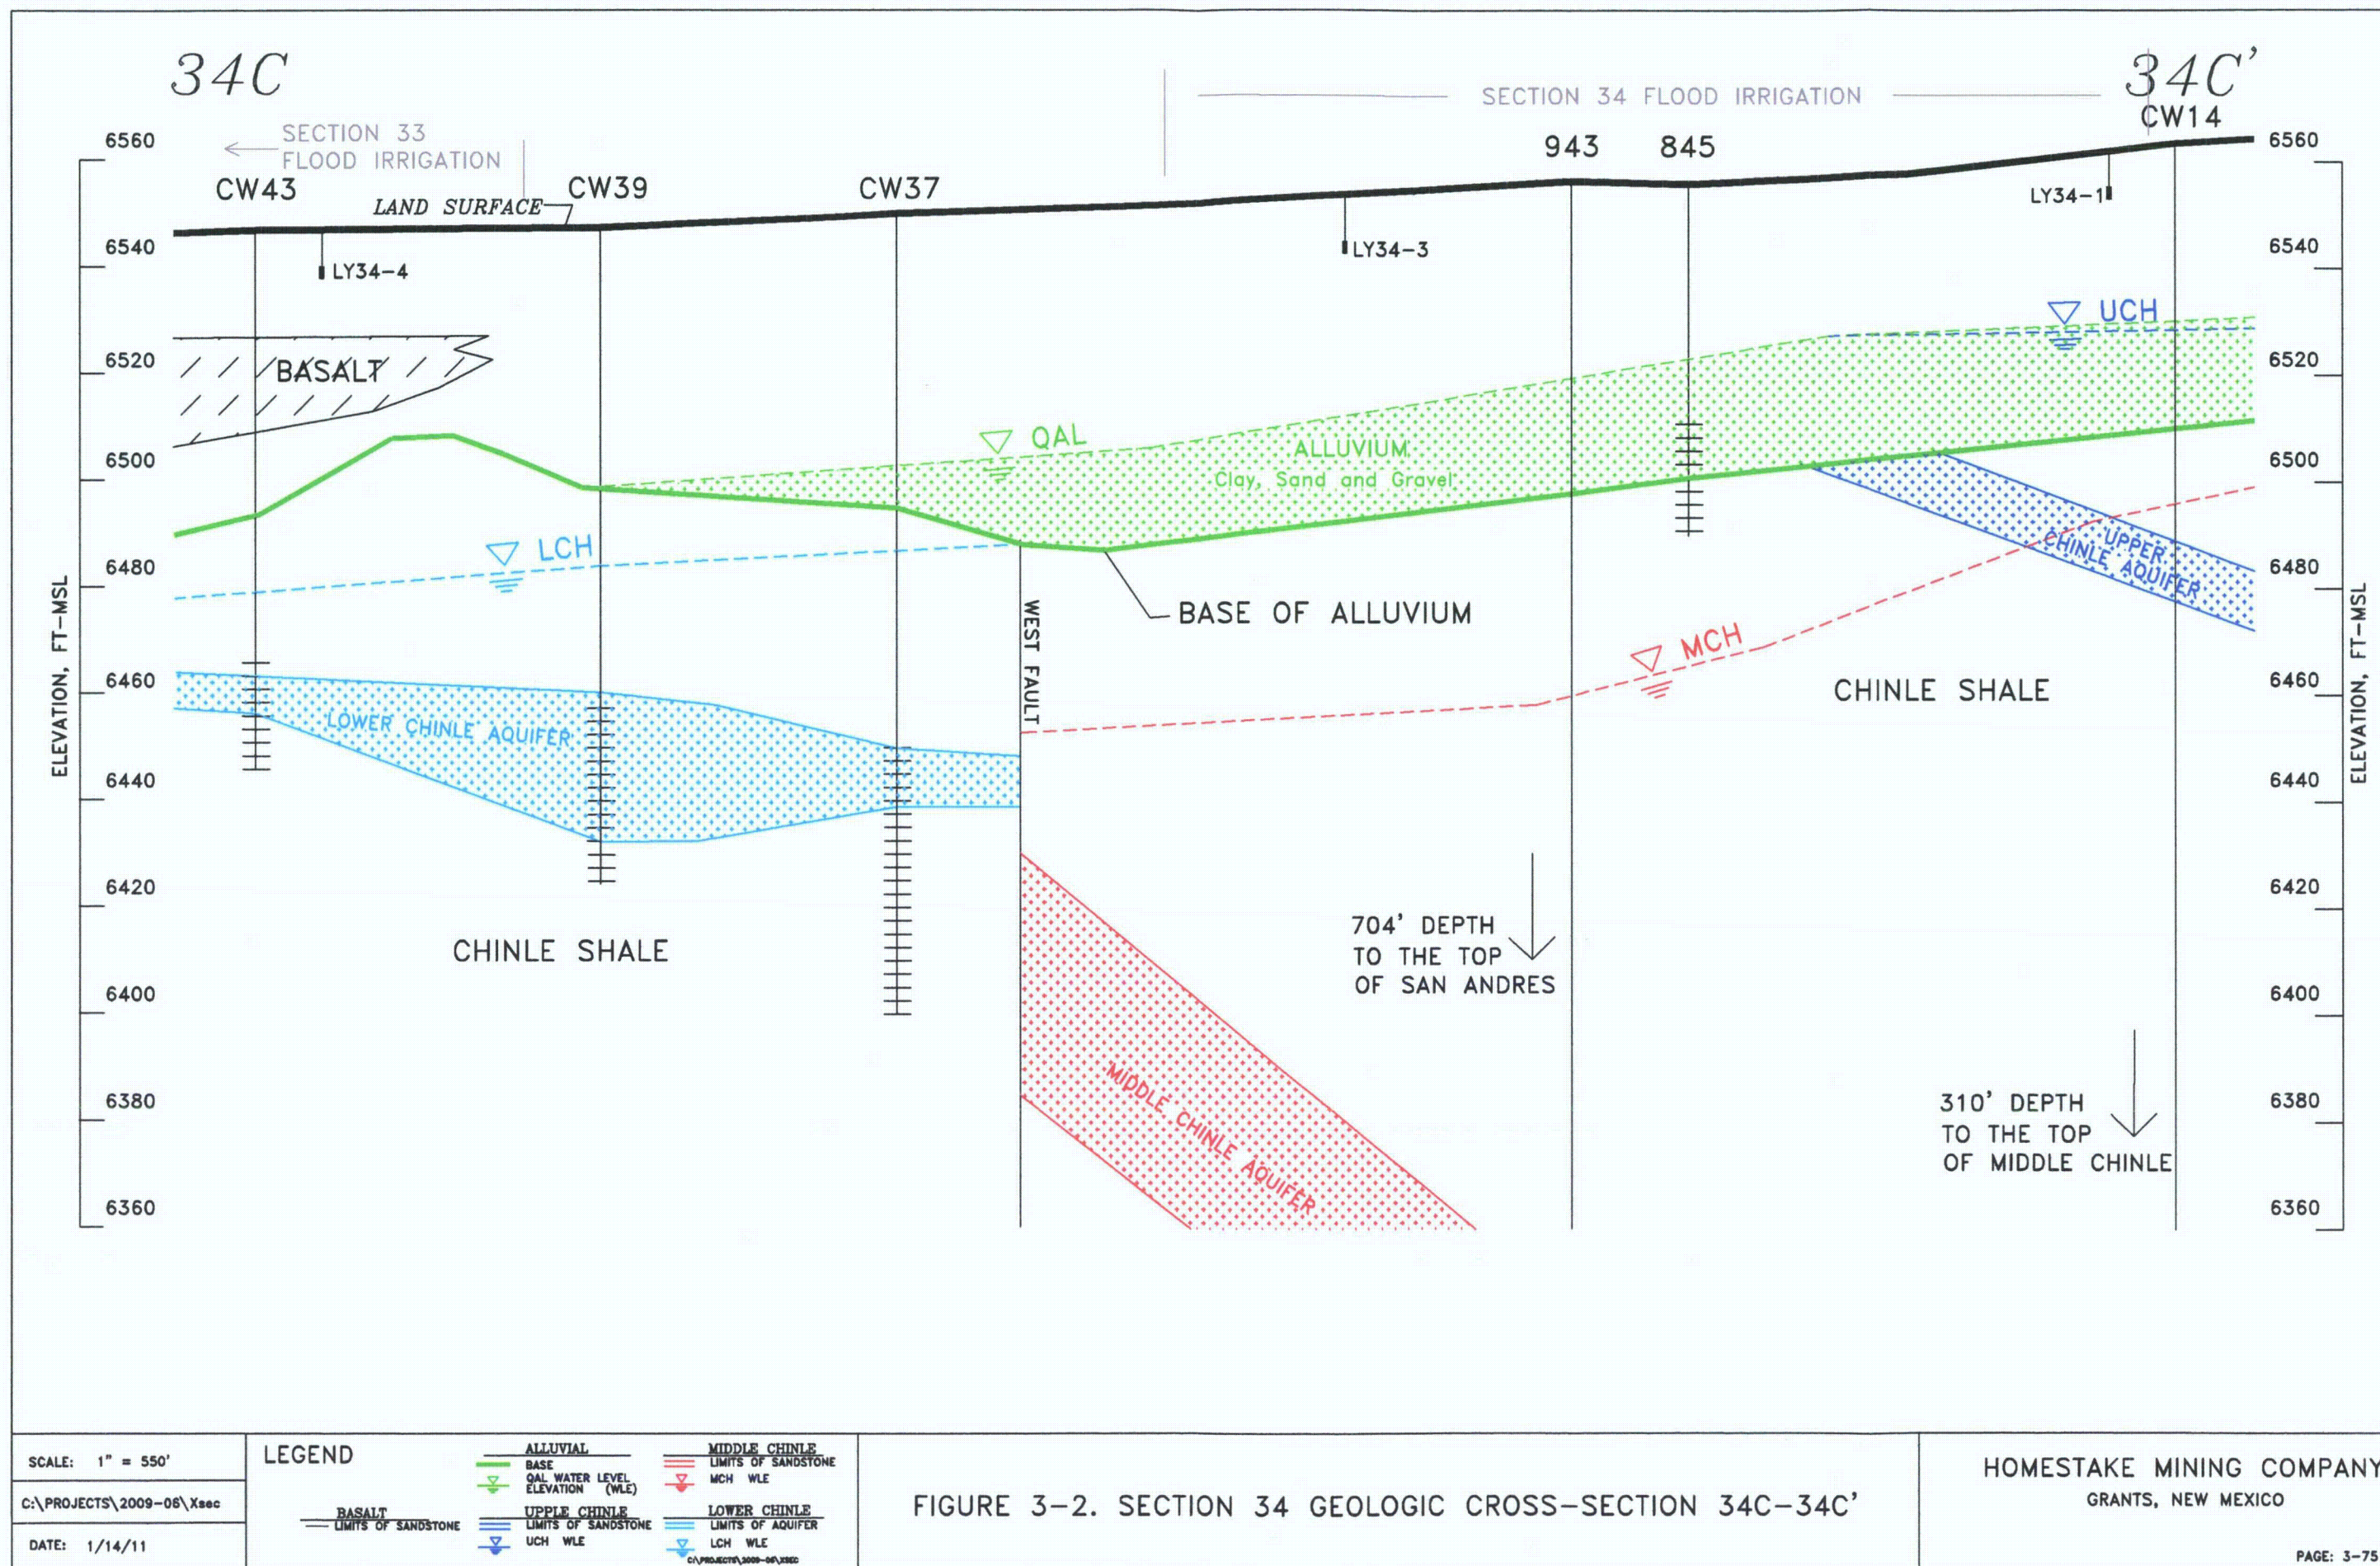 34C
34C'
SECTION 33
FLOOD IRRIGATION
SECTION 34 FLOOD IRRIGATION
CW43
LAND SURFACE
CW39
CW37
943
845
CW14
LY34-4
LY34-3
LY34-1
6560
6540
6520
6500
6480
6460
6440
6420
6400
6380
6360
ELEVATION, FT-MSL
BASALT
QAL
ALLUVIUM
Clay, Sand and Gravel
UCH
LCH
BASE OF ALLUVIUM
WEST FAULT
MCH
UPPER
CHINLE AQUIFER
LOWER CHINLE AQUIFER
CHINLE SHALE
CHINLE SHALE
704' DEPTH
TO THE TOP
OF SAN ANDRES
MIDDLE CHINLE AQUIFER
310' DEPTH
TO THE TOP
OF MIDDLE CHINLE
6560
6540
6520
6500
6480
6460
6440
6420
6400
6380
6360
ELEVATION, FT-MSL
SCALE: 1" = 550'
C:\PROJECTS\2009-06\Xsec
DATE: 1/14/11
LEGEND
BASALT
LIMITS OF SANDSTONE
ALLUVIAL
BASE
QAL WATER LEVEL
ELEVATION (WLE)
UPPLE CHINLE
LIMITS OF SANDSTONE
UCH WLE
MIDDLE CHINLE
LIMITS OF SANDSTONE
MCH WLE
LOWER CHINLE
LIMITS OF AQUIFER
LCH WLE
C:\PROJECTS\2009-06\XSEC
FIGURE 3-2. SECTION 34 GEOLOGIC CROSS-SECTION 34C-34C'
HOMESTAKE MINING COMPANY
GRANTS, NEW MEXICO
PAGE: 3-75